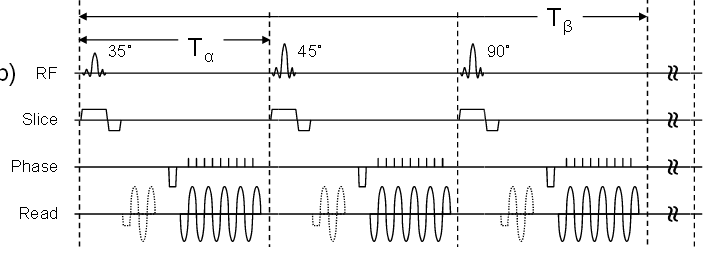 Tβ
35° Tα 45° 90°
b) RF
Slice
Phase
Read